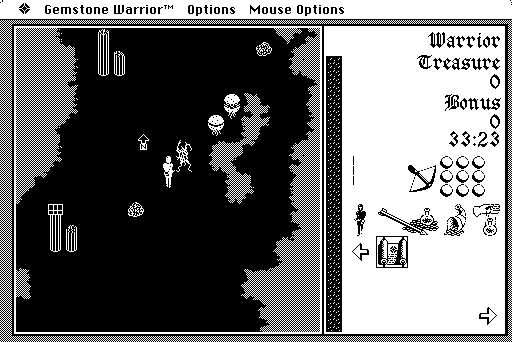 Gemstone Warrior™ Options Mouse Options
Warrior
Treasure
0
Bonus
0
33:23
N